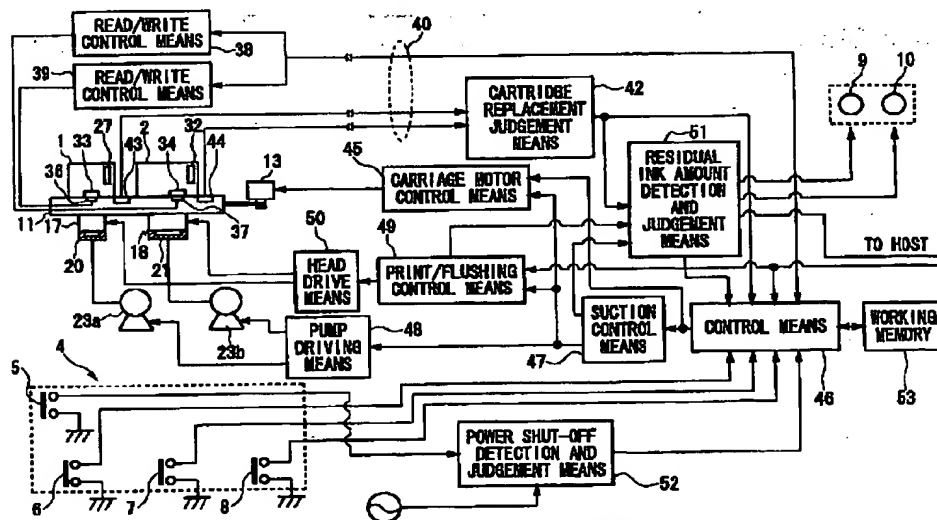 READ/WRITE
CONTROL MEANS
38
39
READ/WRITE
CONTROL MEANS
40
9
10
CARTRIDGE
REPLACEMENT
JUDGEMENT
MEANS
42
51
RESIDUAL
INK AMOUNT
DETECTION
AND
JUDGEMENT
MEANS
1
33
27
43
2
34
32
44
36
13
45
CARRIAGE MOTOR
CONTROL MEANS
11
17
20
18
21
37
50
HEAD
DRIVE
MEANS
49
PRINT/FLUSHING
CONTROL MEANS
TO HOST
23a
23b
PUMP
DRIVING
MEANS
48
SUCTION
CONTROL
MEANS
47
CONTROL MEANS
46
WORKING
MEMORY
53
4
5
6
7
8
POWER SHUT-OFF
DETECTION AND
JUDGEMENT MEANS
52